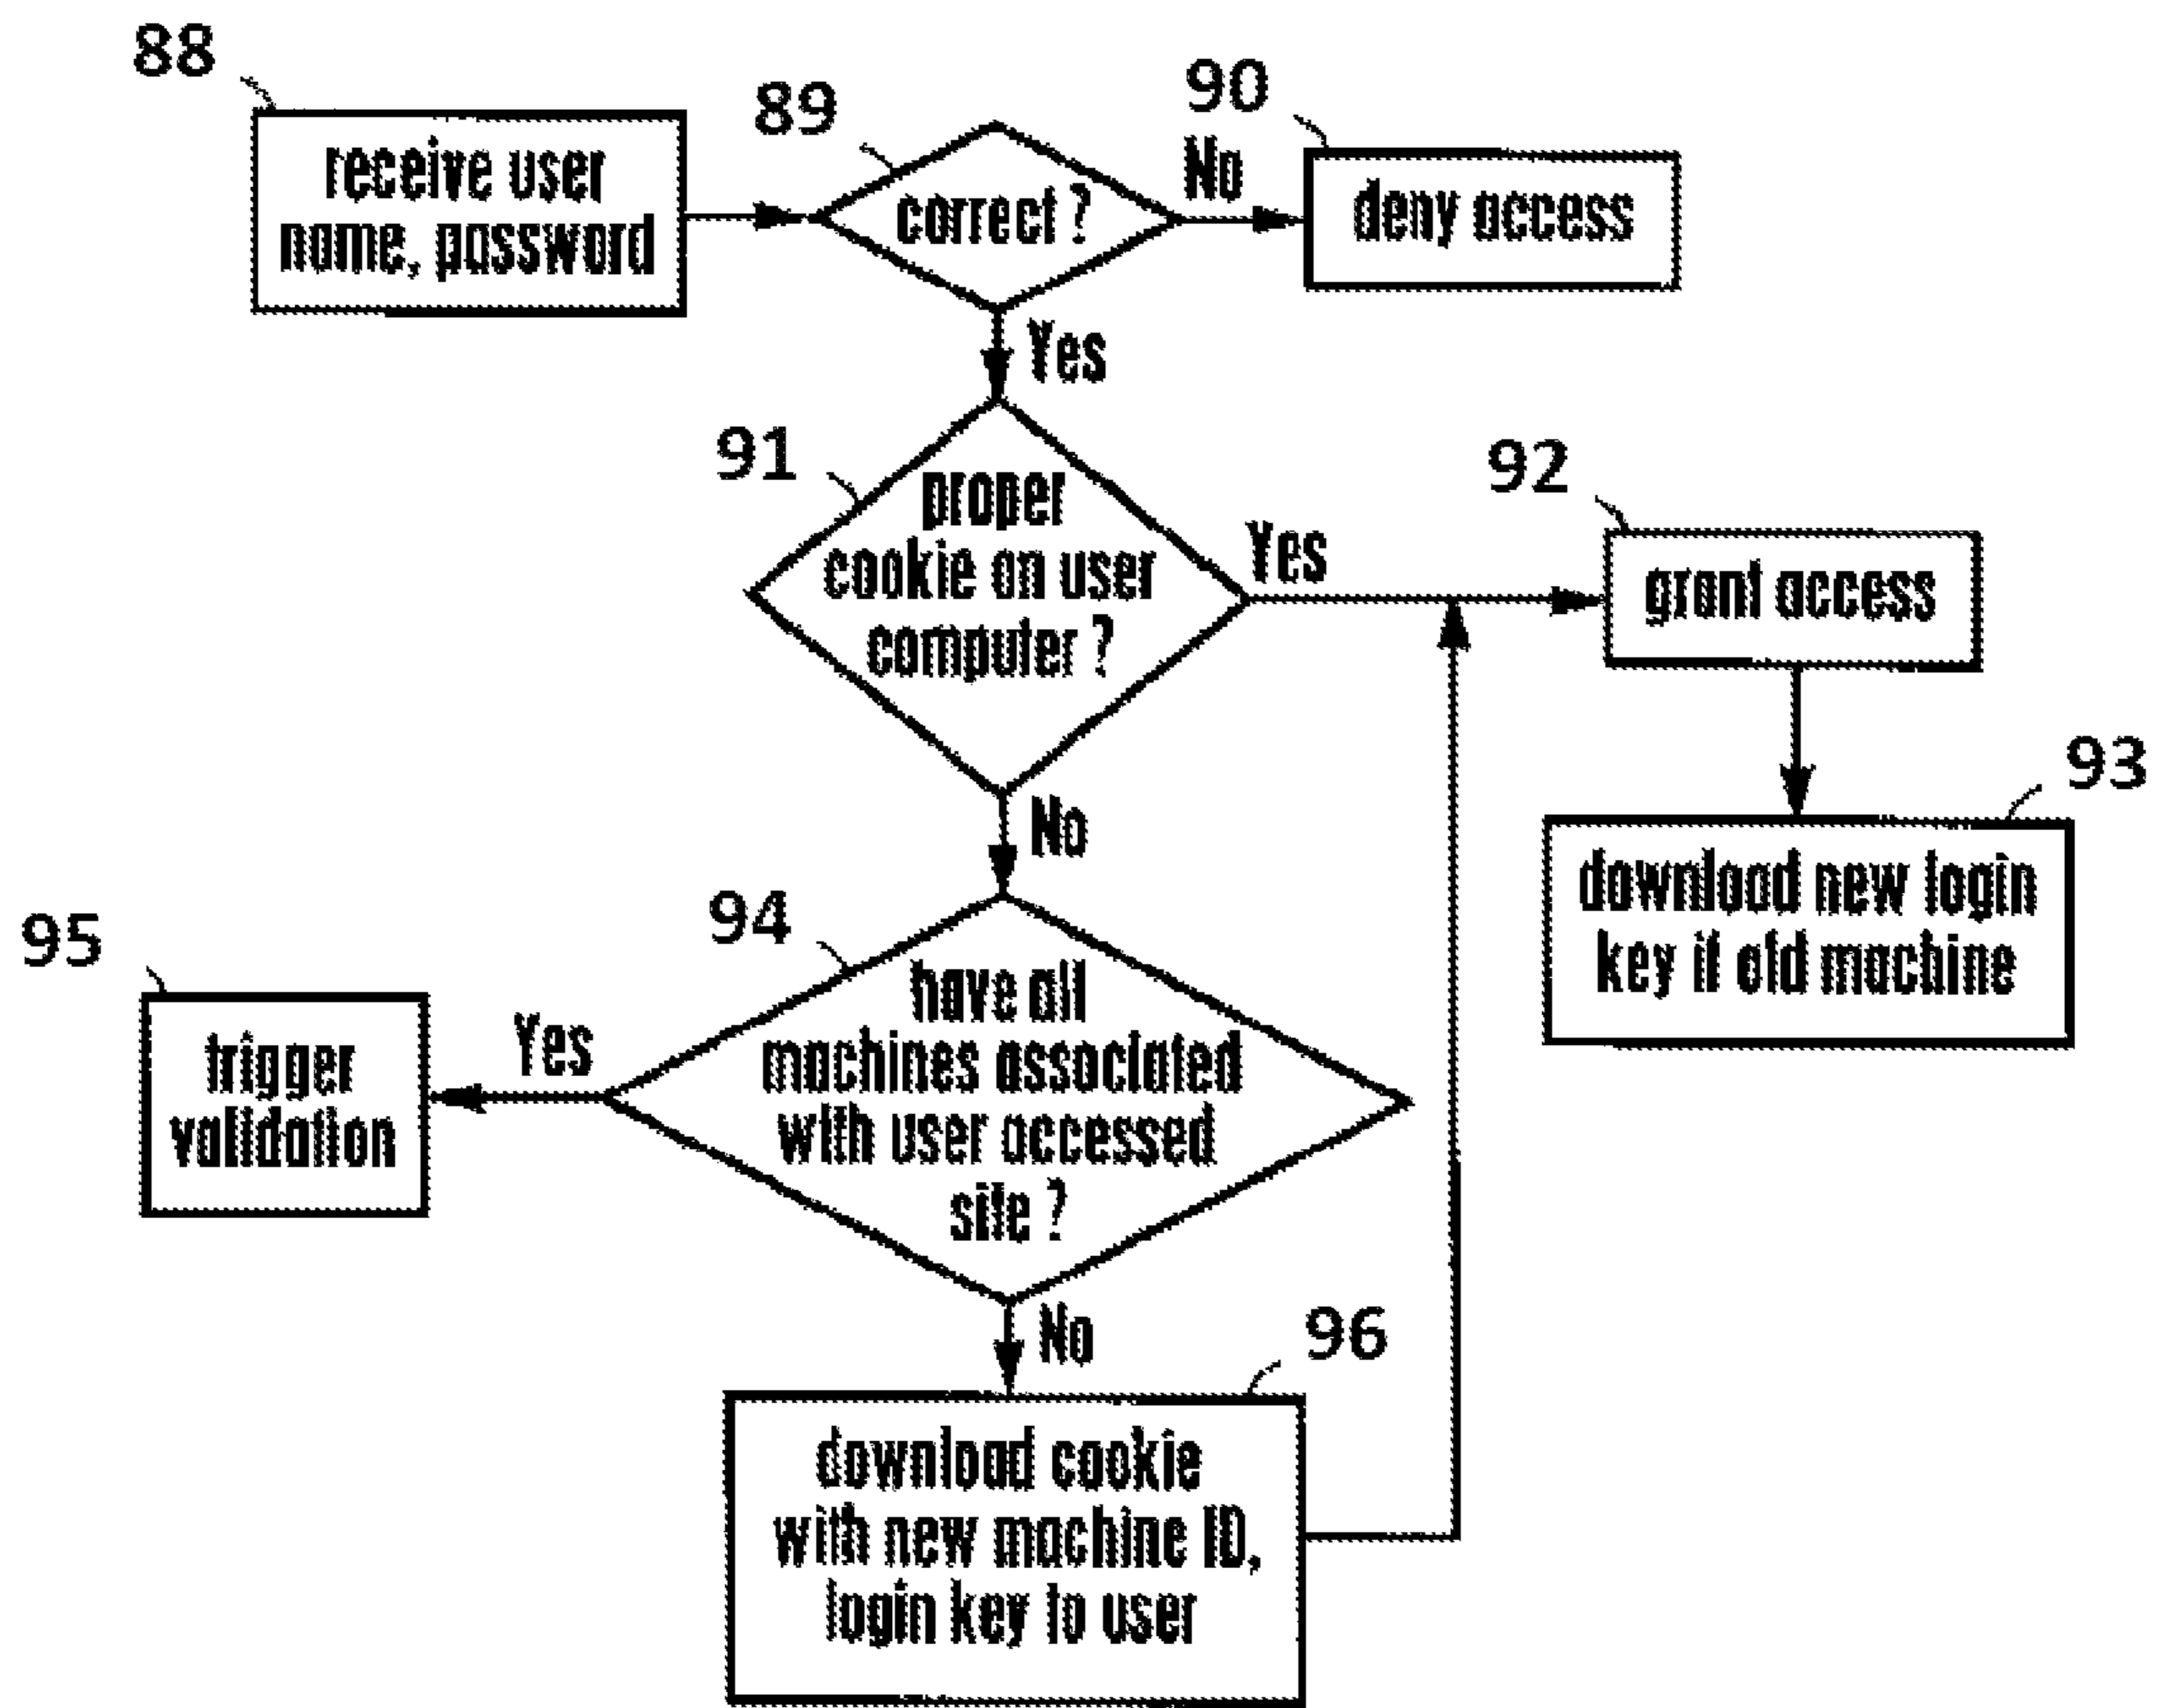 88
receive user
name, password
89
correct ?
No
90
deny access
Yes
91
proper
cookie on user
computer ?
Yes
92
grant access
93
download new login
key if old machine
No
94
have all
machines associated
with user accessed
site ?
Yes
95
trigger
validation
No
96
download cookie
with new machine ID,
login key to user